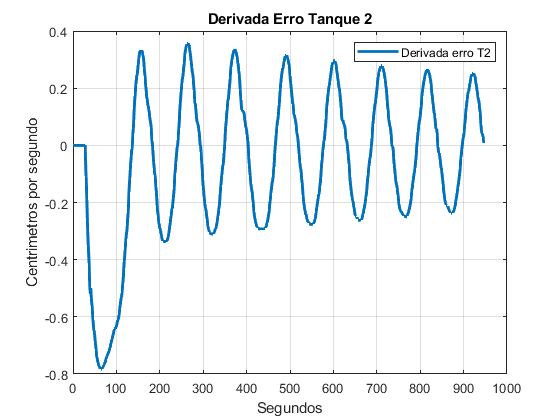 Derivada Erro Tanque 2
Derivada erro T2
Centrimetros por segundo
0.4
0.2
0
-0.2
-0.4
-0.6
-0.8
0 100 200 300 400 500 600 700 800 900 1000
Segundos